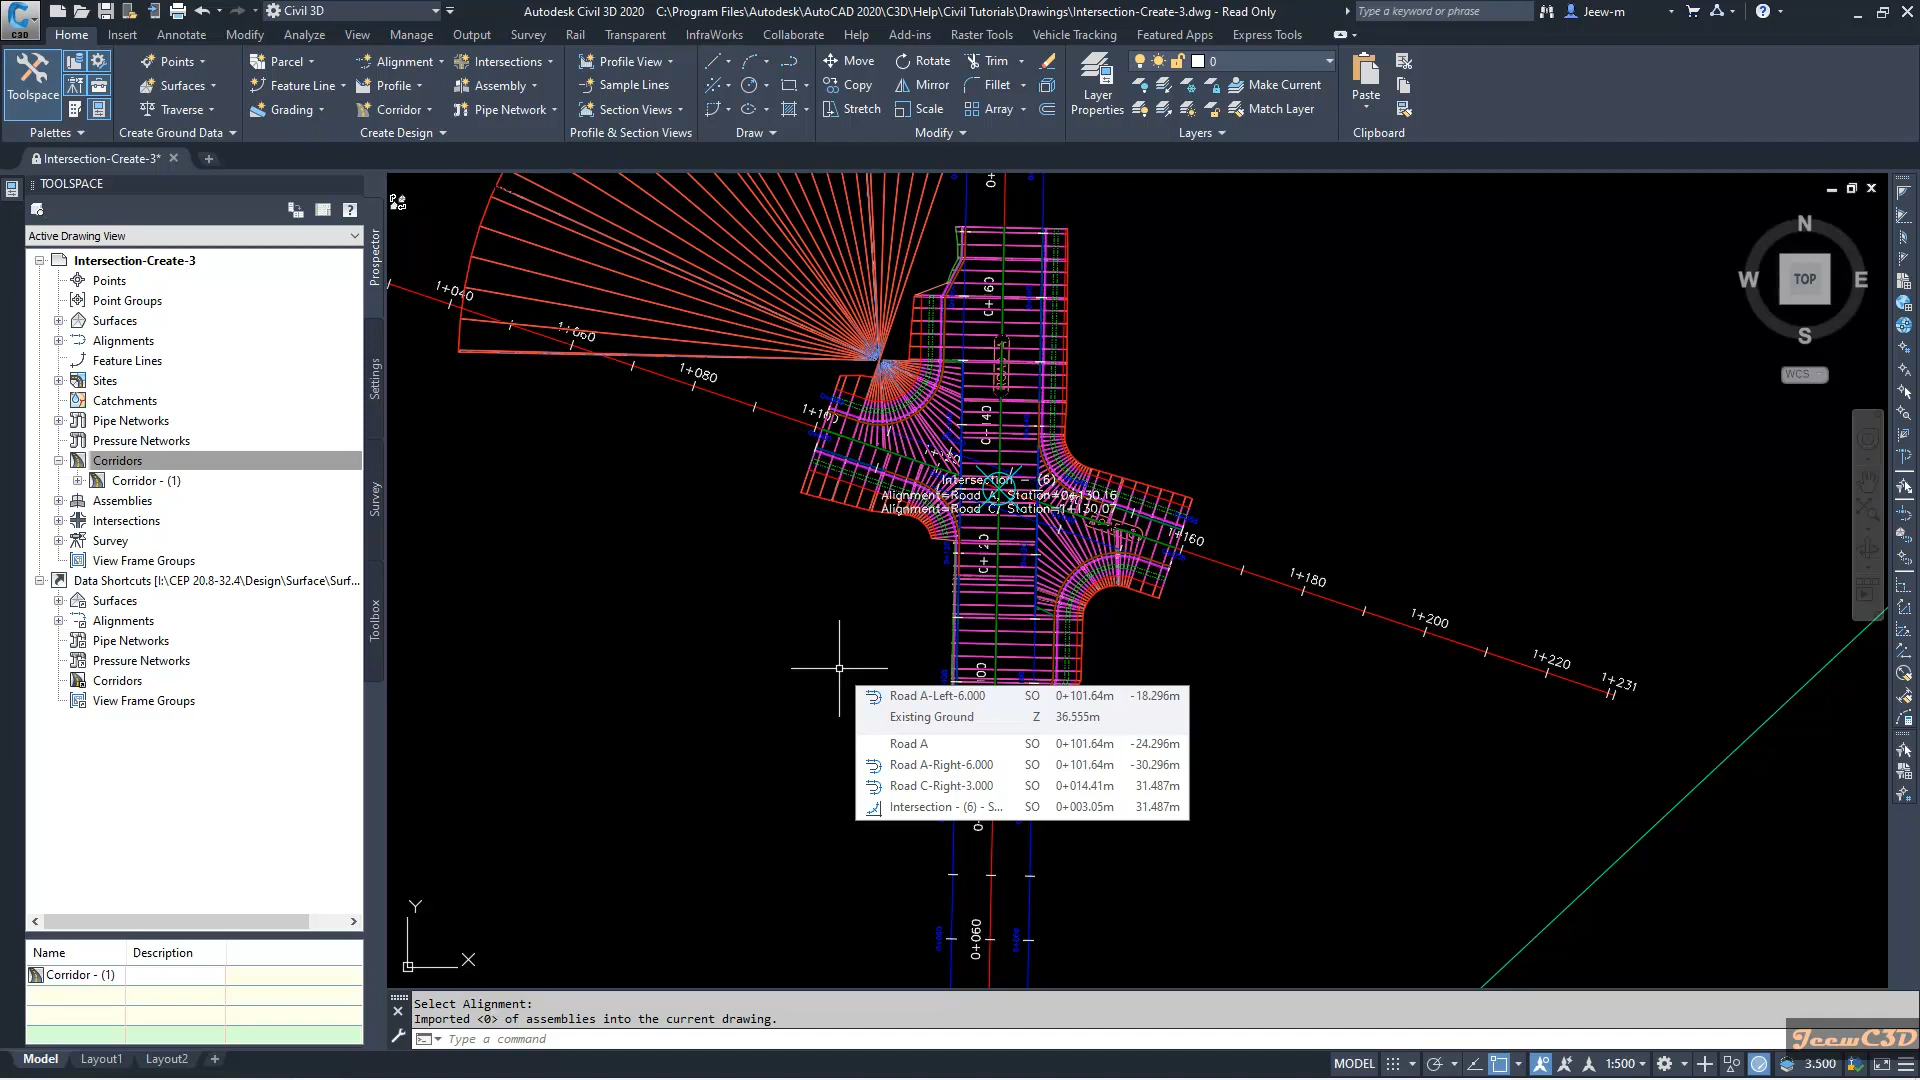 C3D
Civil 3D
Autodesk Civil 3D 2020 C:\Program Files\Autodesk\AutoCAD 2020\C3D\Help\Civil Tutorials\Drawings\Intersection-Create-3.dwg - Read Only
Type a keyword or phrase
Jeew-m
Home Insert Annotate Modify Analyze View Manage Output Survey Rail Transparent InfraWorks Collaborate Help Add-ins Raster Tools Vehicle Tracking Featured Apps Express Tools
Points Parcel Alignment Intersections Profile View Move Rotate Trim 0
Toolspace Surfaces Feature Line Profile Assembly Sample Lines Copy Mirror Fillet Layer Properties Make Current Paste
Traverse Grading Corridor Pipe Network Section Views Stretch Scale Array Match Layer
Palettes Create Ground Data Create Design Profile & Section Views Draw Modify Layers Clipboard
Intersection-Create-3*
TOOLSPACE
Active Drawing View
Intersection-Create-3
Points
Point Groups
Surfaces
Alignments
Feature Lines
Sites
Catchments
Pipe Networks
Pressure Networks
Corridors
Corridor - (1)
Assemblies
Intersections
Survey
View Frame Groups
Data Shortcuts [I:\CEP 20.8-32.4\Design\Surface\Surf...
Surfaces
Alignments
Pipe Networks
Pressure Networks
Corridors
View Frame Groups
Prospector
Settings
Survey
Toolbox
Name Description
Corridor - (1)
N
W TOP E
S
WCS
1+040
1+060
1+080
1+100
1+120
0+160
0+140
Intersection - (6)
Alignment=Road A, Station=0+130.16
Alignment=Road C, Station=1+130.07
0+120
1+160
1+180
1+200
1+220
1+231
Road A-Left-6.000 SO 0+101.64m -18.296m
Existing Ground Z 36.555m
Road A SO 0+101.64m -24.296m
Road A-Right-6.000 SO 0+101.64m -30.296m
Road C-Right-3.000 SO 0+014.41m 31.487m
Intersection - (6) - S... SO 0+003.05m 31.487m
0+060
Y
X
Select Alignment:
Imported <0> of assemblies into the current drawing.
Type a command
JeewC3D
Model Layout1 Layout2 +
MODEL 1:500 3.500